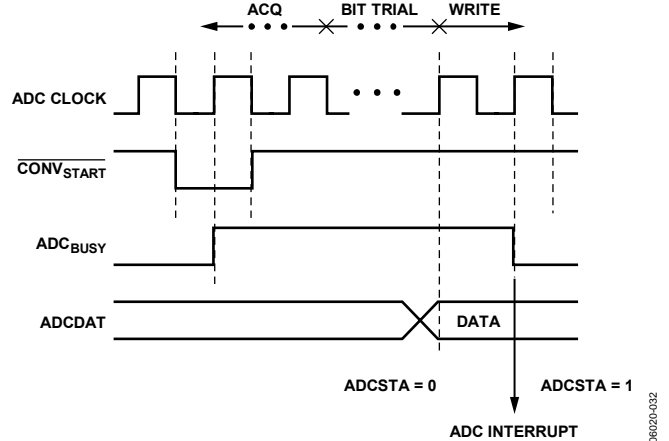 ACQ BIT TRIAL WRITE
ADC CLOCK
CONVSTART
ADCBUSY
ADCDAT DATA
ADCSTA = 0 ADCSTA = 1
ADC INTERRUPT
06020-032